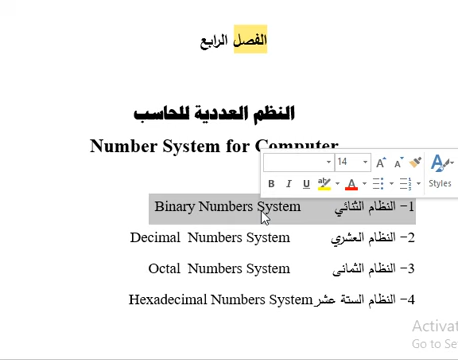 الفصل الرابع
النظم العددية للحاسب
Number System for Computer
14
A A A
B I U ab A Styles
1- النظام الثنائي Binary Numbers System
2- النظام العشري Decimal Numbers System
3- النظام الثمانى Octal Numbers System
4- النظام الستة عشر Hexadecimal Numbers System
Activat
Go to Se